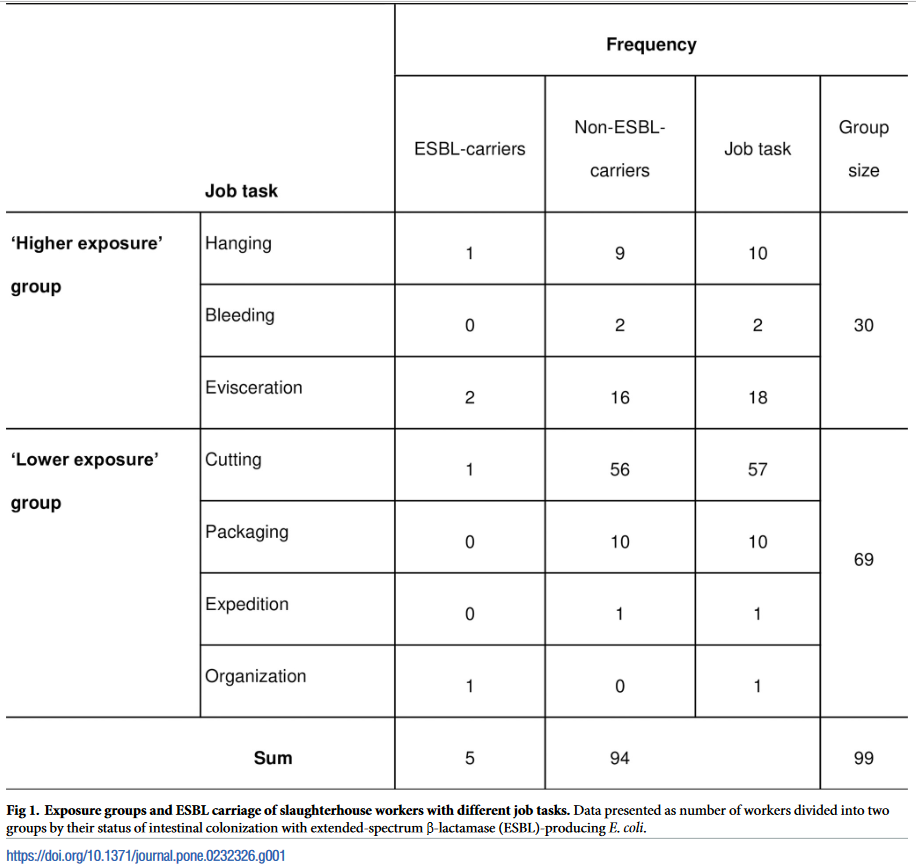 Frequency
Job task ESBL-carriers Non-ESBL-carriers Job task Group size
‘Higher exposure’ group Hanging 1 9 10 30
Bleeding 0 2 2
Evisceration 2 16 18
‘Lower exposure’ group Cutting 1 56 57 69
Packaging 0 10 10
Expedition 0 1 1
Organization 1 0 1
Sum 5 94 99
Fig 1. Exposure groups and ESBL carriage of slaughterhouse workers with different job tasks. Data presented as number of workers divided into two
groups by their status of intestinal colonization with extended-spectrum β-lactamase (ESBL)-producing E. coli.
https://doi.org/10.1371/journal.pone.0232326.g001